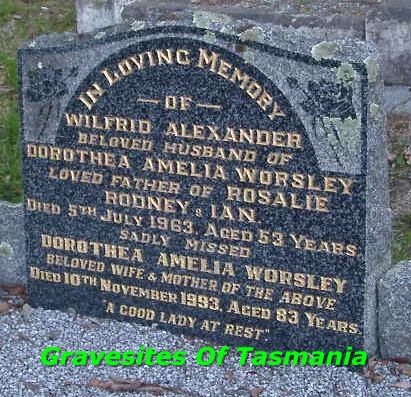 IN LOVING MEMORY
— OF —
WILFRID ALEXANDER
BELOVED HUSBAND OF
DOROTHEA AMELIA WORSLEY
LOVED FATHER OF ROSALIE
RODNEY & IAN.
DIED 5TH JULY 1963. AGED 53 YEARS.
SADLY MISSED
DOROTHEA AMELIA WORSLEY
BELOVED WIFE & MOTHER OF THE ABOVE
DIED 10TH NOVEMBER 1993. AGED 83 YEARS.
"A GOOD LADY AT REST"
Gravesites Of Tasmania